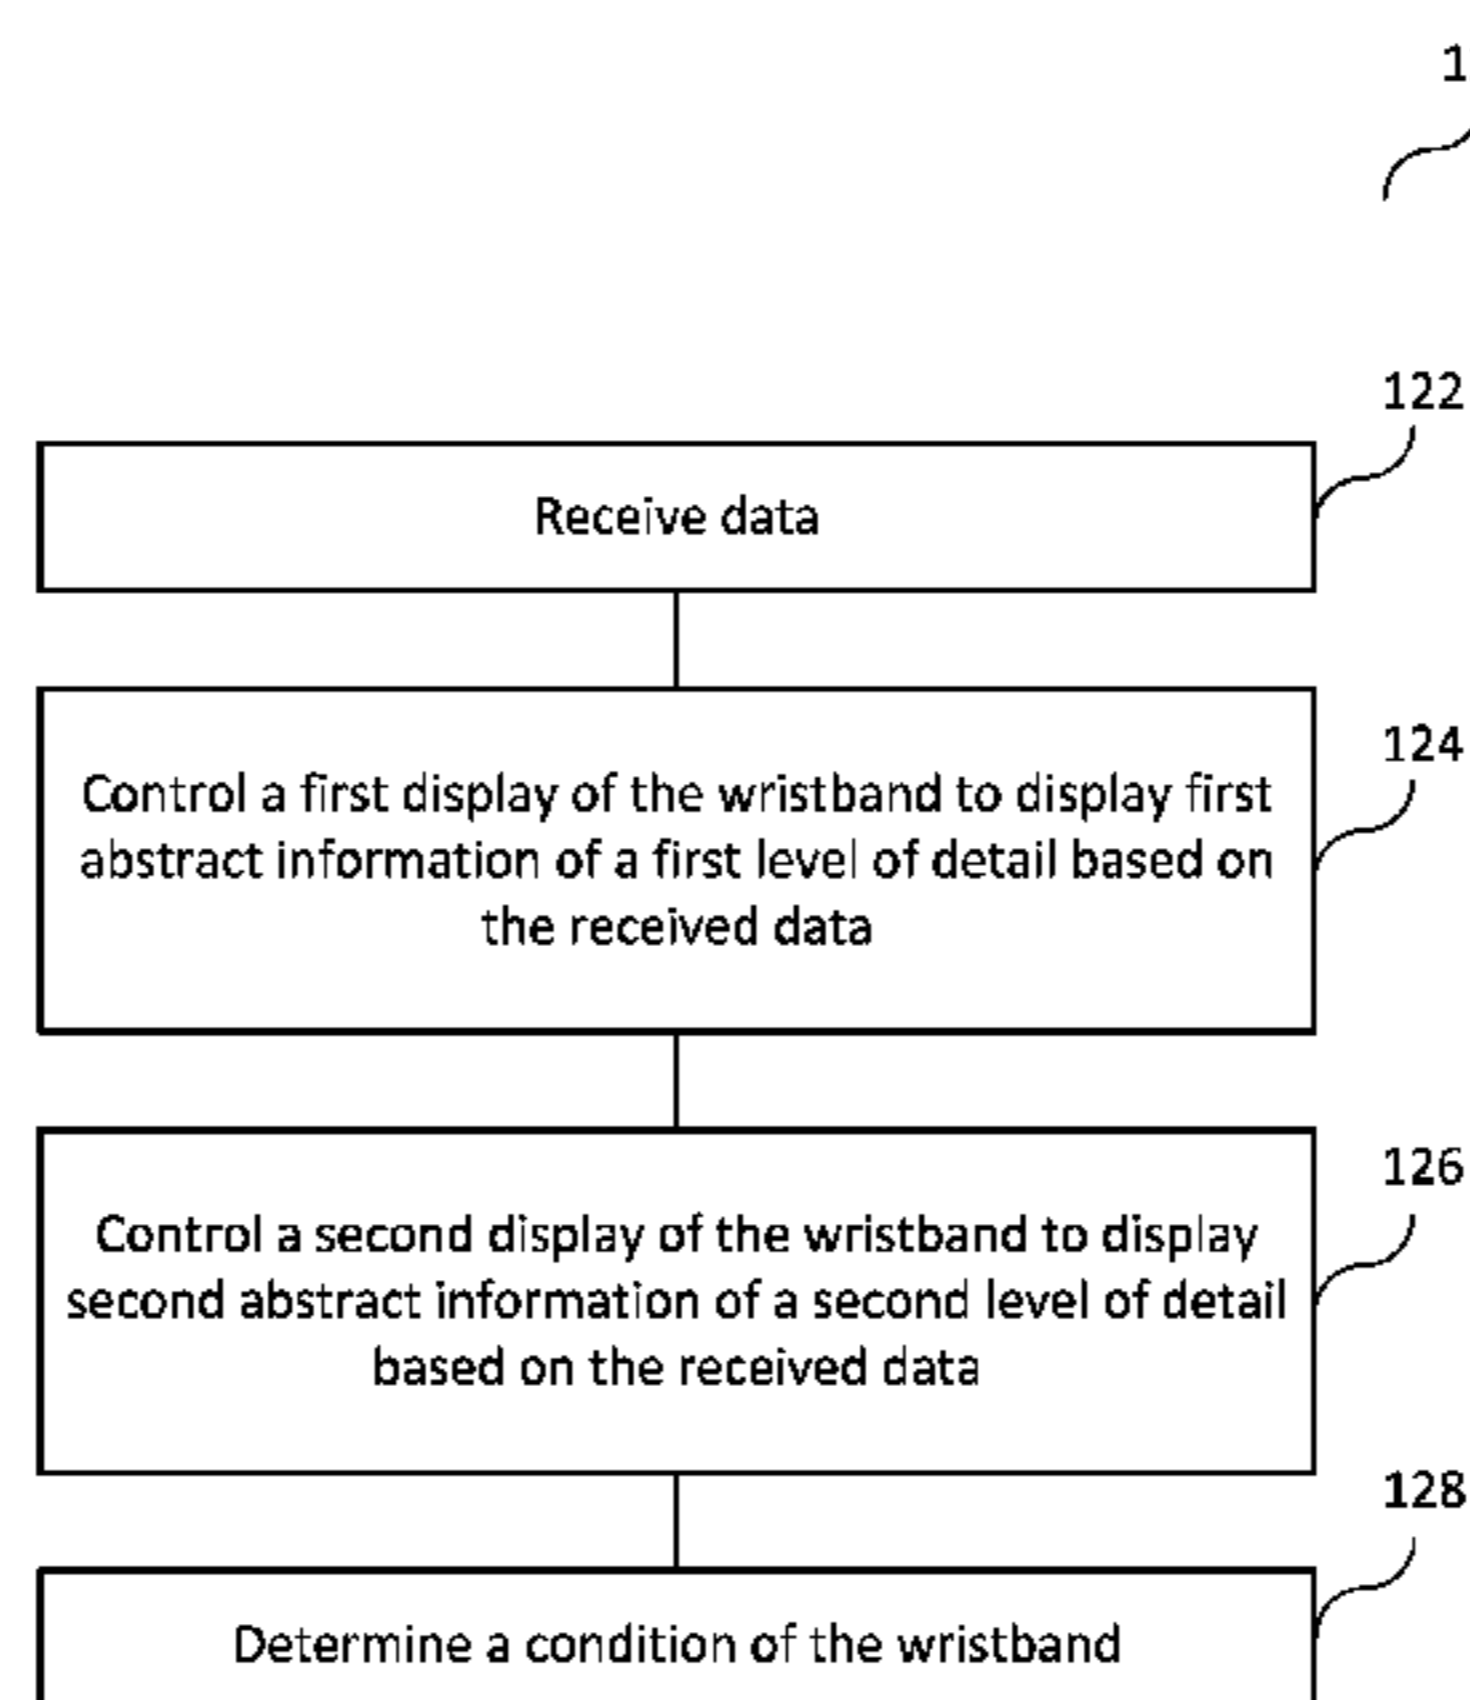 1
122
Receive data
124
Control a first display of the wristband to display first
abstract information of a first level of detail based on
the received data
126
Control a second display of the wristband to display
second abstract information of a second level of detail
based on the received data
128
Determine a condition of the wristband